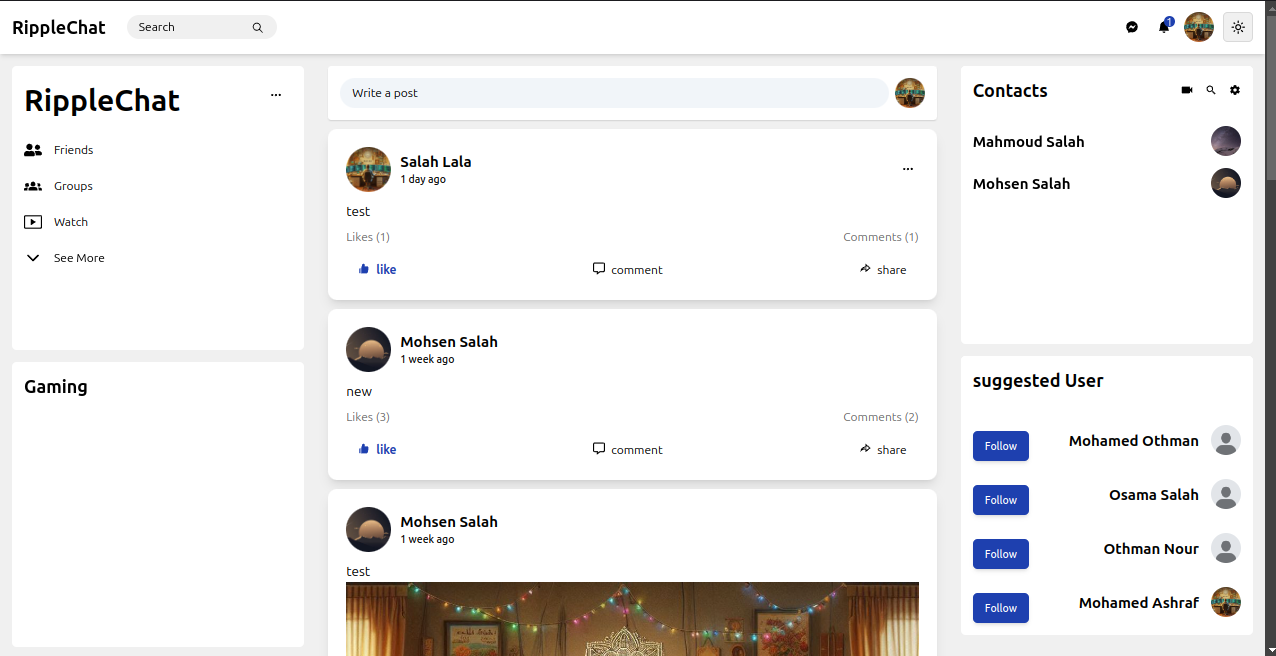 RippleChat
Search
1
RippleChat
Friends
Groups
Watch
See More
Gaming
Write a post
Salah Lala
1 day ago
test
Likes (1)
Comments (1)
like
comment
share
Mohsen Salah
1 week ago
new
Likes (3)
Comments (2)
like
comment
share
Mohsen Salah
1 week ago
test
Contacts
Mahmoud Salah
Mohsen Salah
suggested User
Follow
Mohamed Othman
Follow
Osama Salah
Follow
Othman Nour
Follow
Mohamed Ashraf